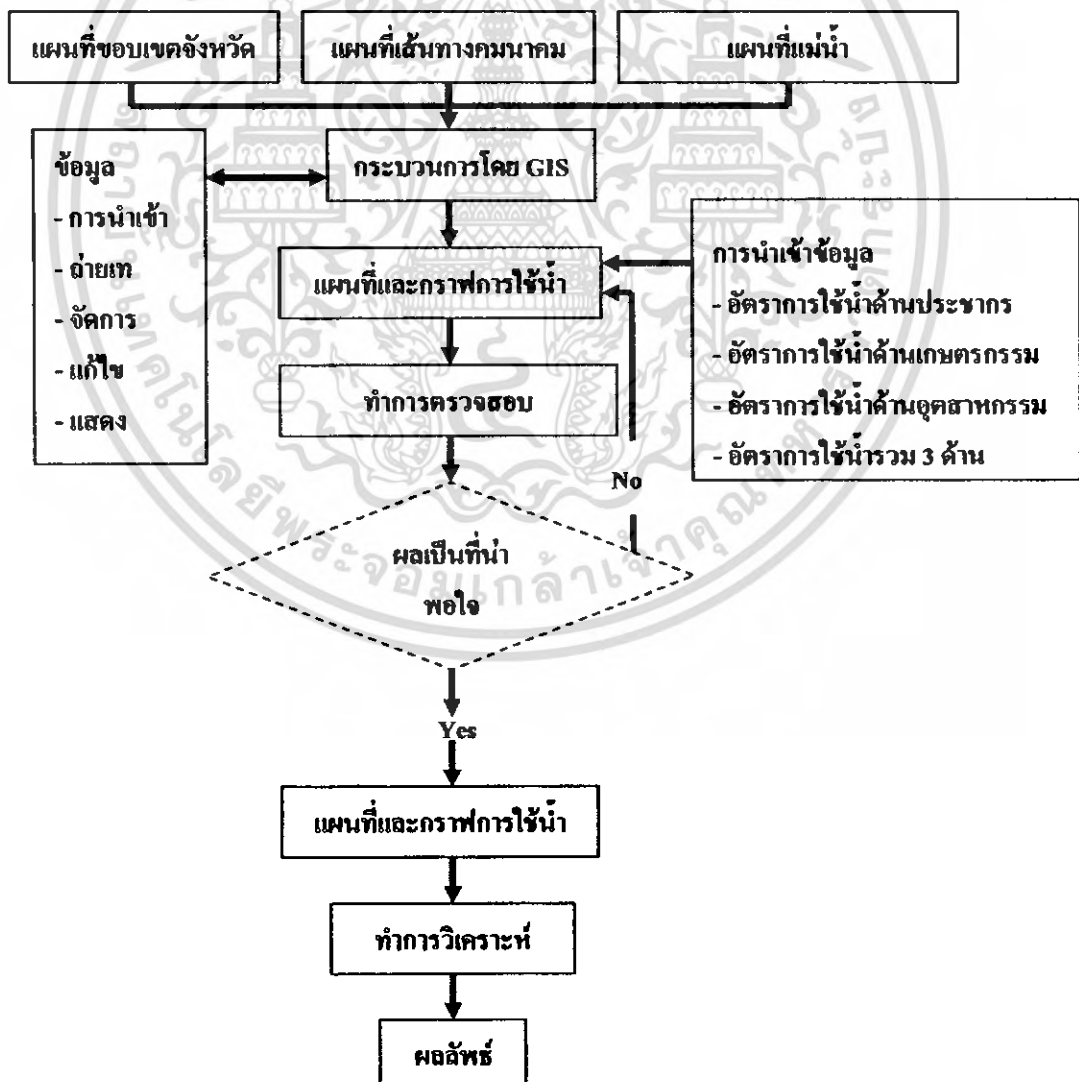 แผนที่ขอบเขตจังหวัด
แผนที่เส้นทางคมนาคม
แผนที่แม่น้ำ
กระบวนการโดย GIS
ข้อมูล
- การนำเข้า
- ถ่ายเท
- จัดการ
- แก้ไข
- แสดง
แผนที่และกราฟการใช้น้ำ
การนำเข้าข้อมูล
- อัตราการใช้น้ำด้านประชากร
- อัตราการใช้น้ำด้านเกษตรกรรม
- อัตราการใช้น้ำด้านอุตสาหกรรม
- อัตราการใช้น้ำรวม 3 ด้าน
ทำการตรวจสอบ
No
ผลเป็นที่น่า
พอใจ
Yes
แผนที่และกราฟการใช้น้ำ
ทำการวิเคราะห์
ผลลัพธ์